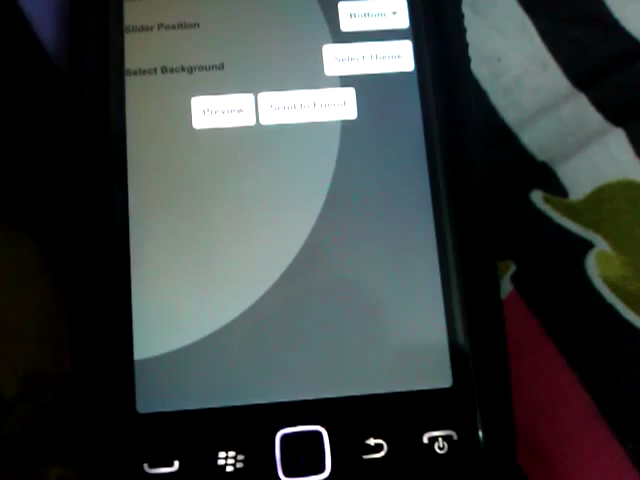 Slider Position
Bottom
Select Background
Select Theme
Preview Send to Friend